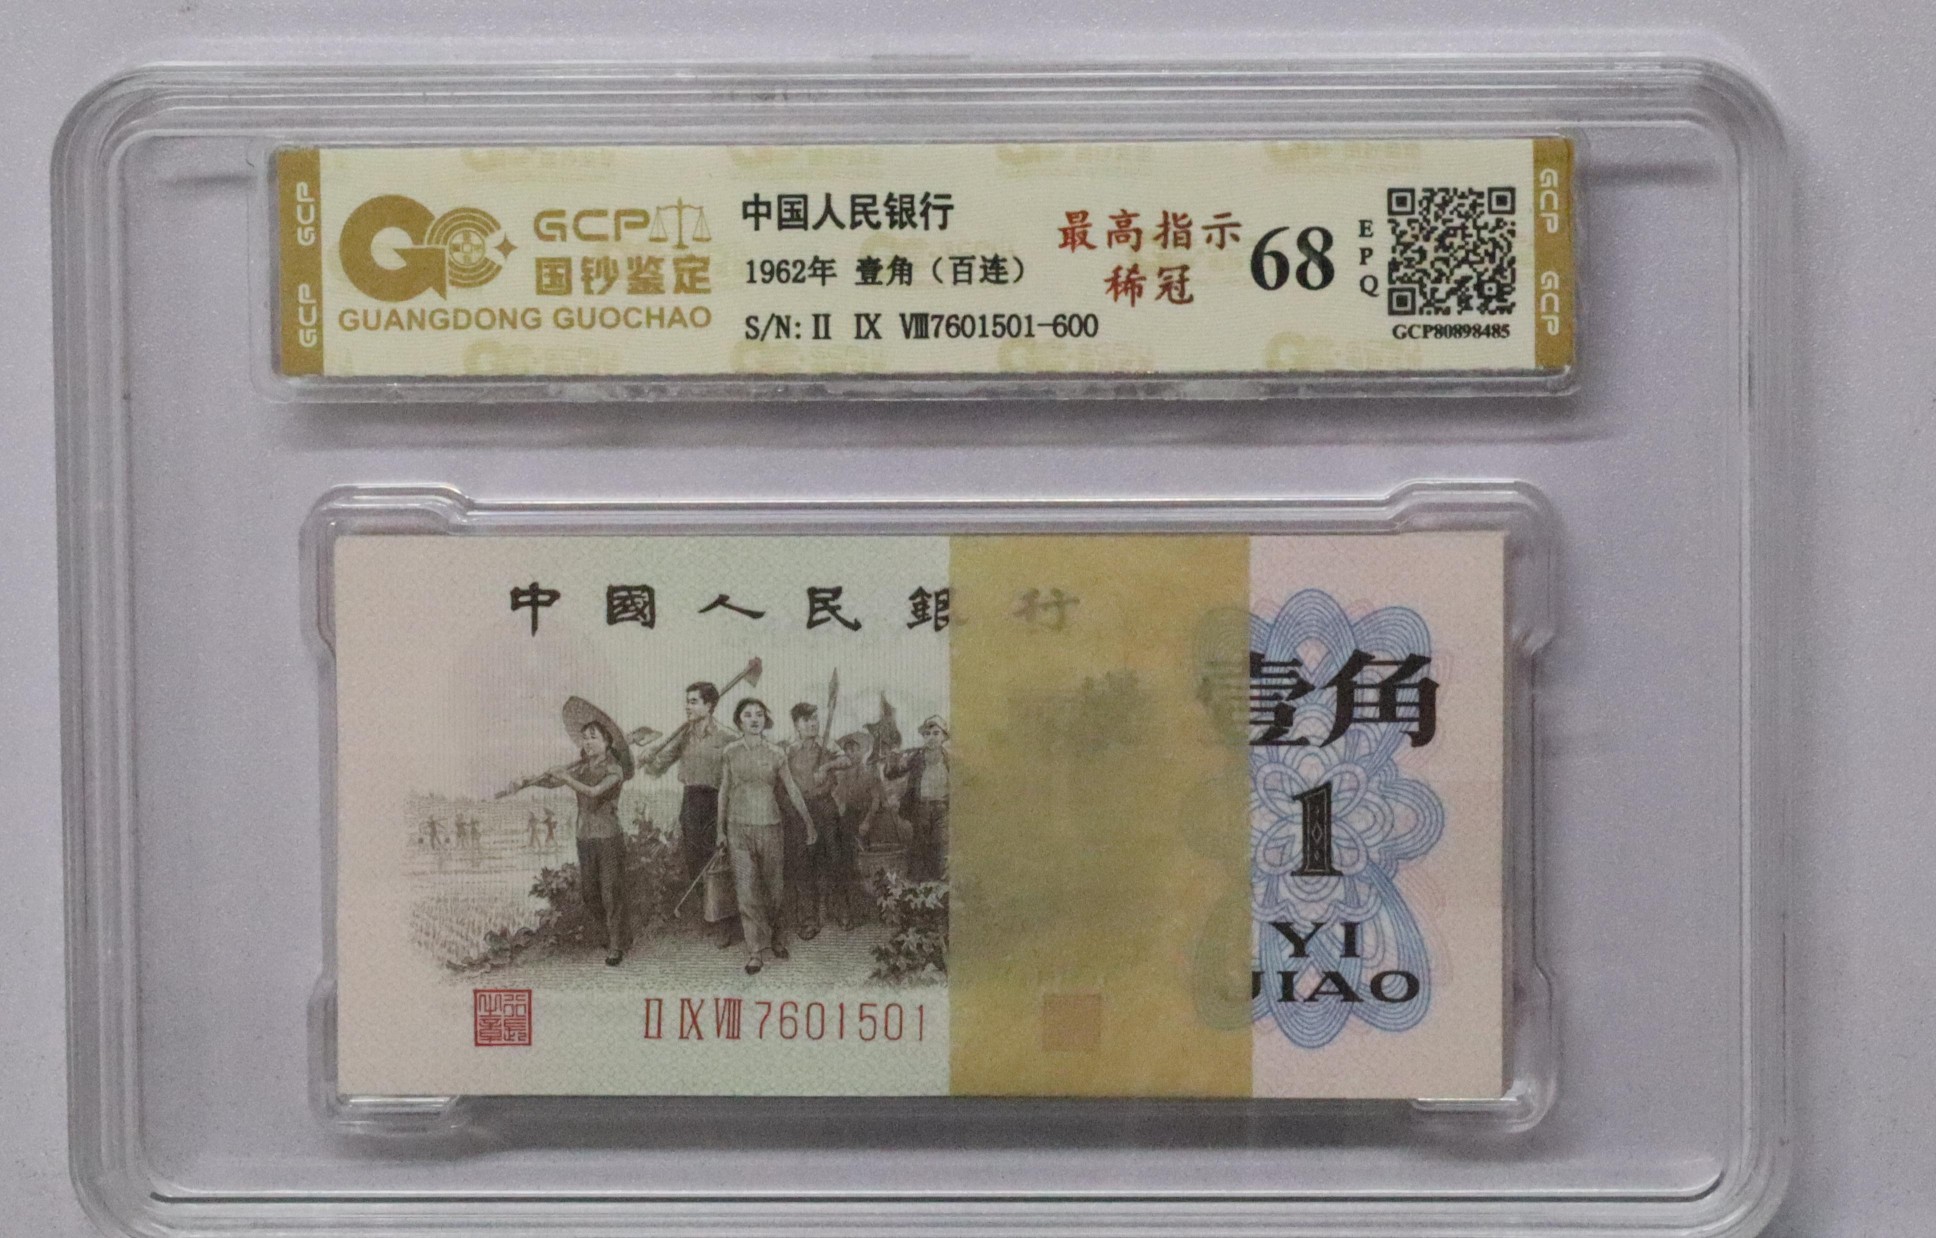 GCP
GCP
GCP
国钞鉴定
GUANGDONG GUOCHAO
中国人民银行
1962年 壹角（百连）
S/N: Ⅱ Ⅸ Ⅷ7601501-600
最高指示
稀冠
68
EPQ
GCP80898485
GCP
GCP
中國人民銀行
壹角
1
YI
JIAO
Ⅱ Ⅸ Ⅷ 7601501